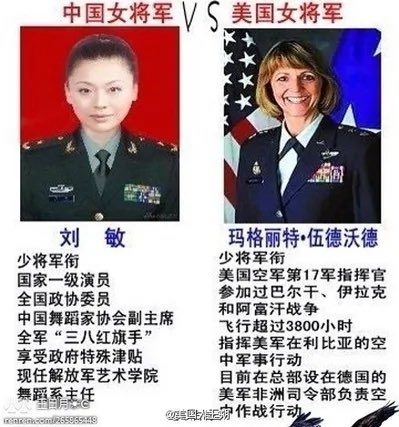 中国女将军 VS 美国女将军
刘 敏
少将军衔
国家一级演员
全国政协委员
中国舞蹈家协会副主席
全军“三八红旗手”
享受政府特殊津贴
现任解放军艺术学院
舞蹈系主任
玛格丽特·伍德沃德
少将军衔
美国空军第17军指挥官
参加过巴尔干、伊拉克
和阿富汗战争
飞行超过3800小时
指挥美军在利比亚的空
中军事行动
目前在总部设在德国的
美军非洲司令部负责空
中作战行动
renren.com/265865448